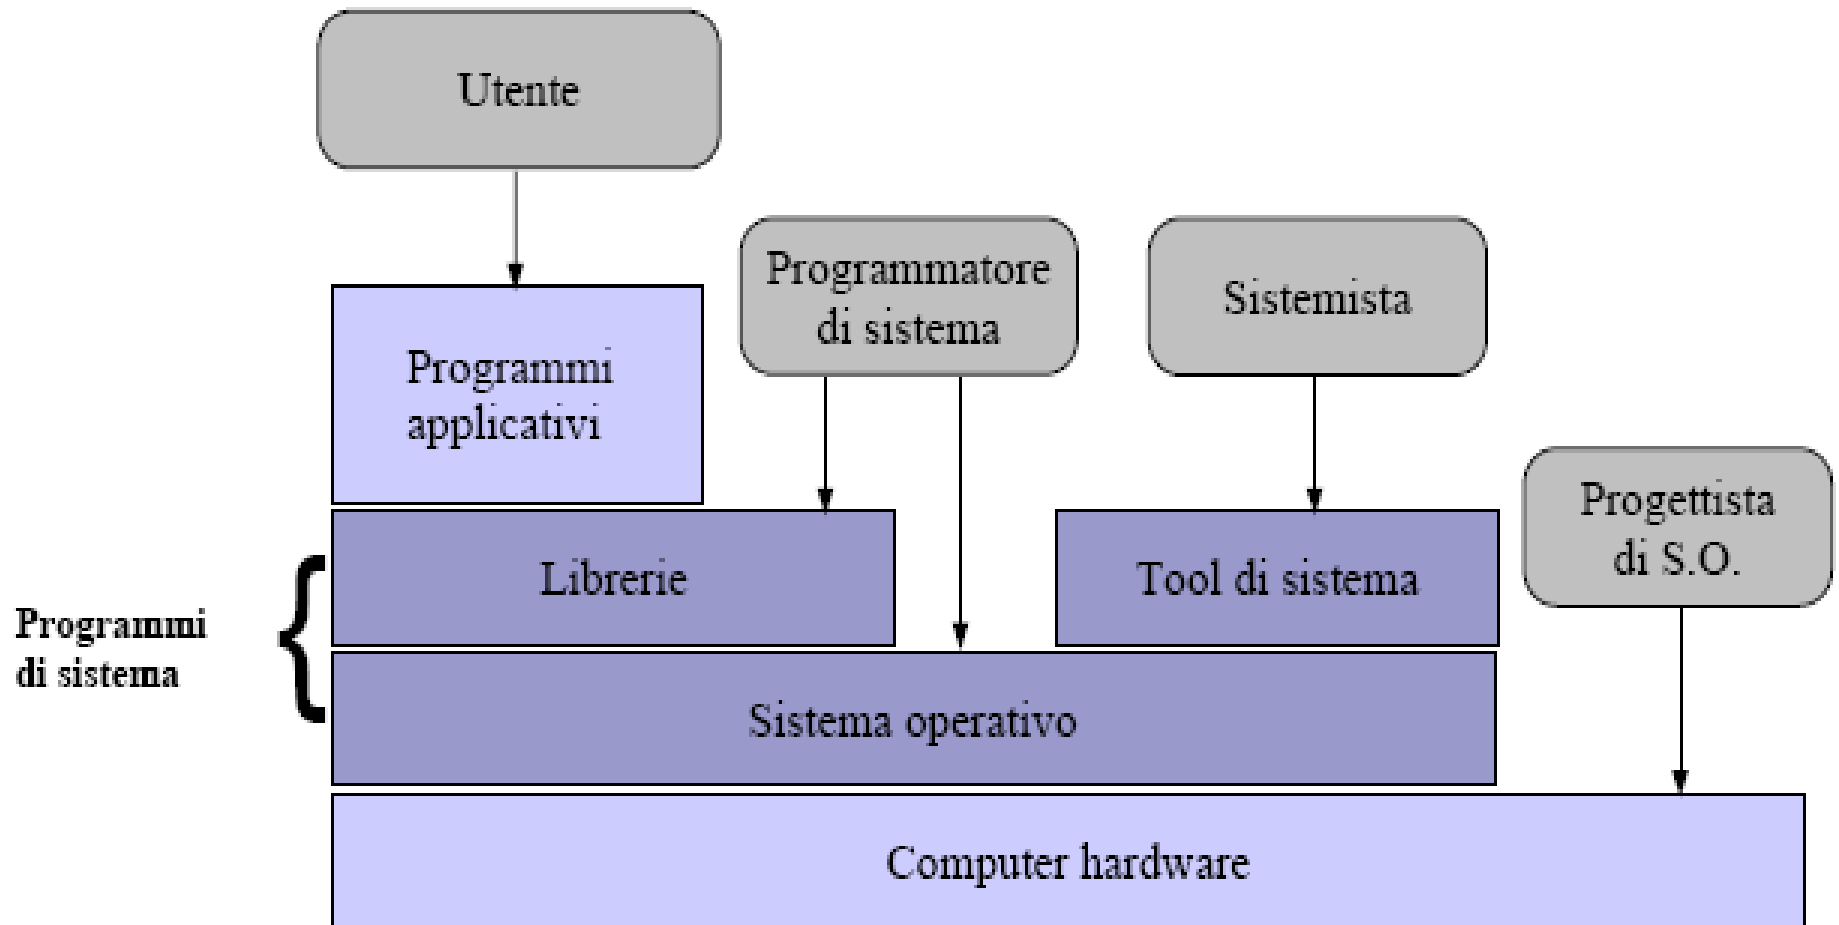 Utente
Programmatore
di sistema
Sistemista
Programmi
applicativi
Progettista
di S.O.
Librerie
Tool di sistema
Programmi
di sistema
Sistema operativo
Computer hardware